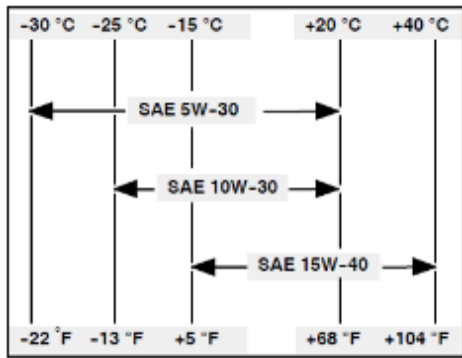 -30 °C -25 °C -15 °C +20 °C +40 °C
SAE 5W-30
SAE 10W-30
SAE 15W-40
-22 °F -13 °F +5 °F +68 °F +104 °F